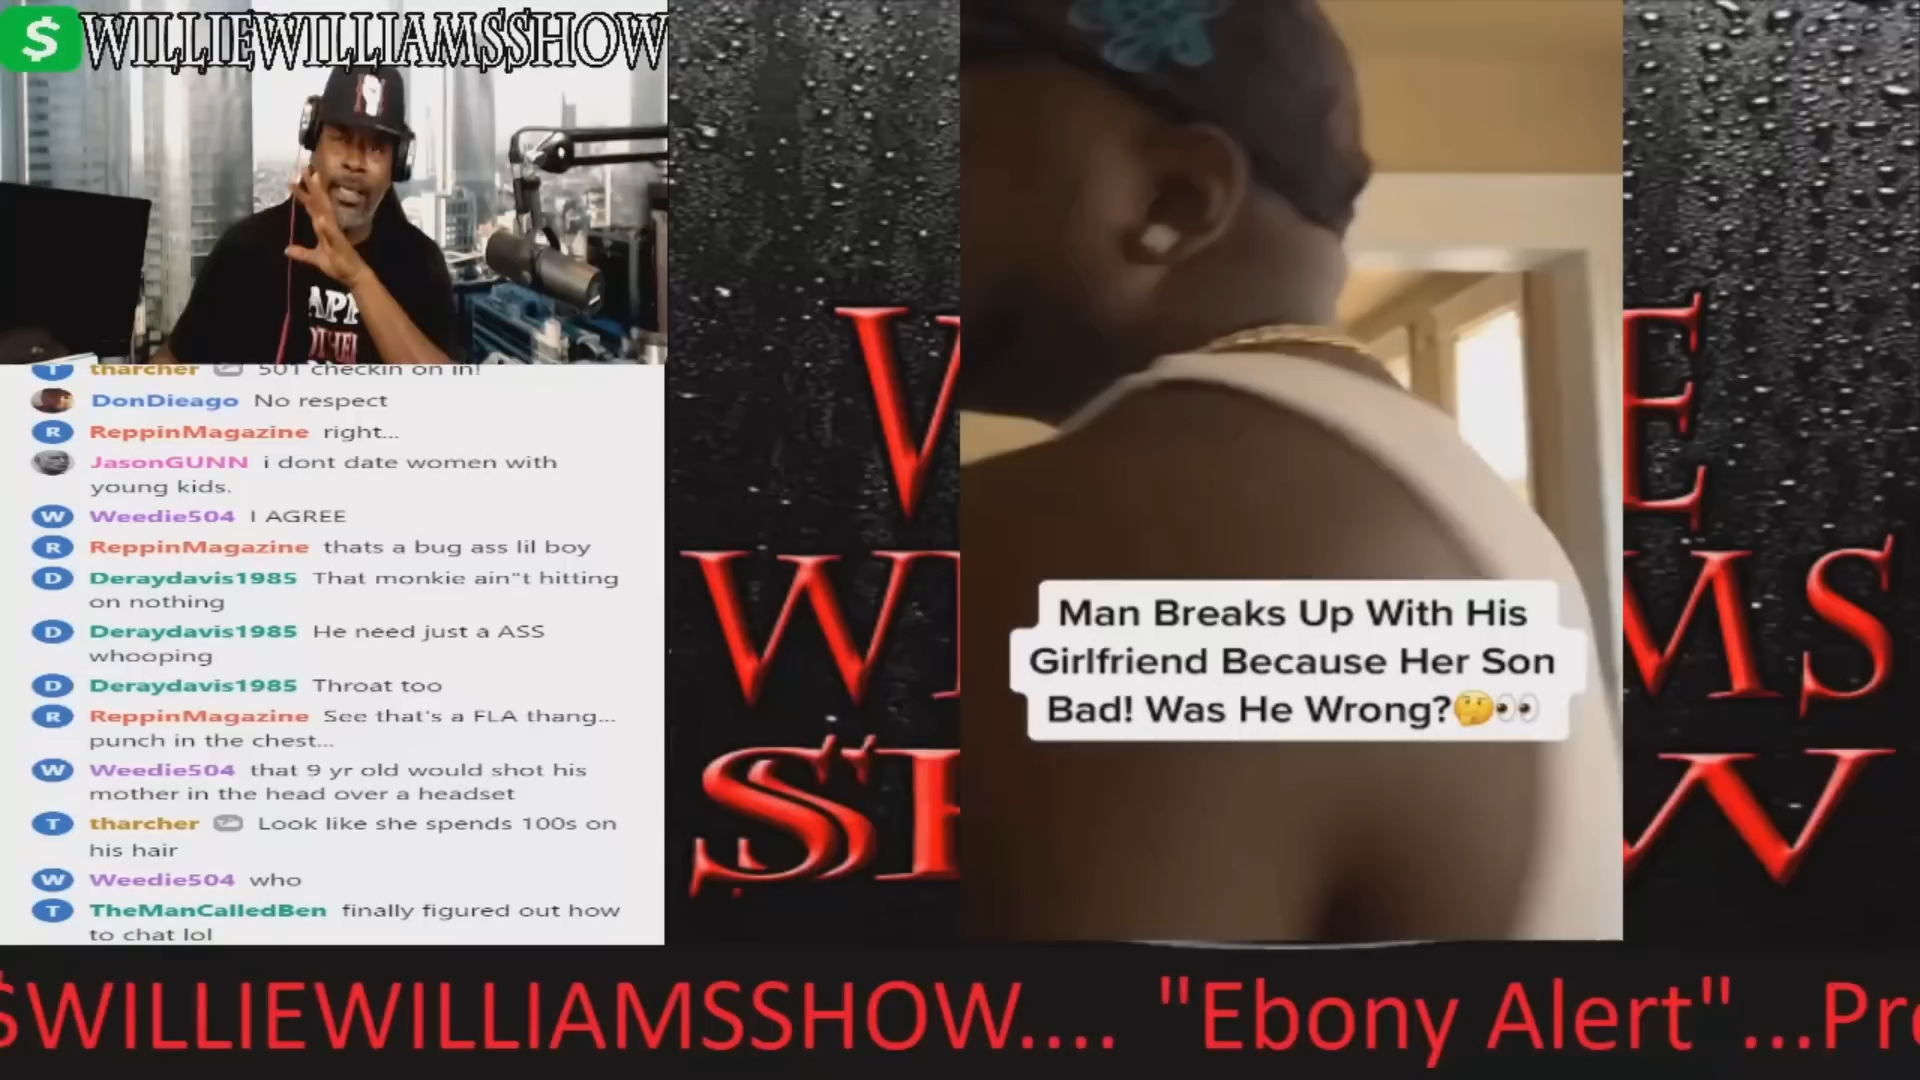 $WILLIEWILLIAMSSHOW
tharcher 501 checkin on in!
DonDieago No respect
ReppinMagazine right...
JasonGUNN i dont date women with
young kids.
Weedie504 I AGREE
ReppinMagazine thats a bug ass lil boy
Deraydavis1985 That monkie ain"t hitting
on nothing
Deraydavis1985 He need just a ASS
whooping
Deraydavis1985 Throat too
ReppinMagazine See that's a FLA thang...
punch in the chest...
Weedie504 that 9 yr old would shot his
mother in the head over a headset
tharcher Look like she spends 100s on
his hair
Weedie504 who
TheManCalledBen finally figured out how
to chat lol
Man Breaks Up With His
Girlfriend Because Her Son
Bad! Was He Wrong?🤔👀
$WILLIEWILLIAMSSHOW.... "Ebony Alert"...Pr